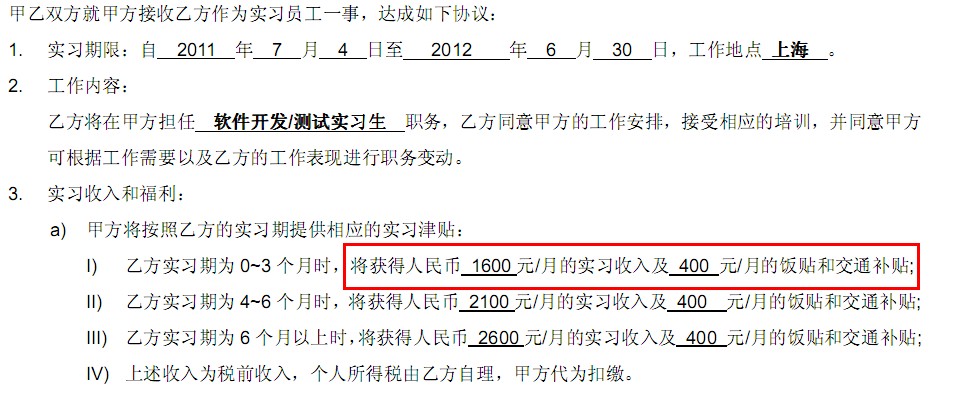 甲乙双方就甲方接收乙方作为实习员工一事，达成如下协议：
1. 实习期限：自 2011 年 7 月 4 日至 2012 年 6 月 30 日，工作地点 上海 。
2. 工作内容：
乙方将在甲方担任 软件开发/测试实习生 职务，乙方同意甲方的工作安排，接受相应的培训，并同意甲方
可根据工作需要以及乙方的工作表现进行职务变动。
3. 实习收入和福利：
a) 甲方将按照乙方的实习期提供相应的实习津贴：
I) 乙方实习期为 0~3 个月时，将获得人民币 1600 元/月的实习收入及 400 元/月的饭贴和交通补贴;
II) 乙方实习期为 4~6 个月时，将获得人民币 2100 元/月的实习收入及 400 元/月的饭贴和交通补贴;
III) 乙方实习期为 6 个月以上时，将获得人民币 2600 元/月的实习收入及 400 元/月的饭贴和交通补贴;
IV) 上述收入为税前收入，个人所得税由乙方自理，甲方代为扣缴。